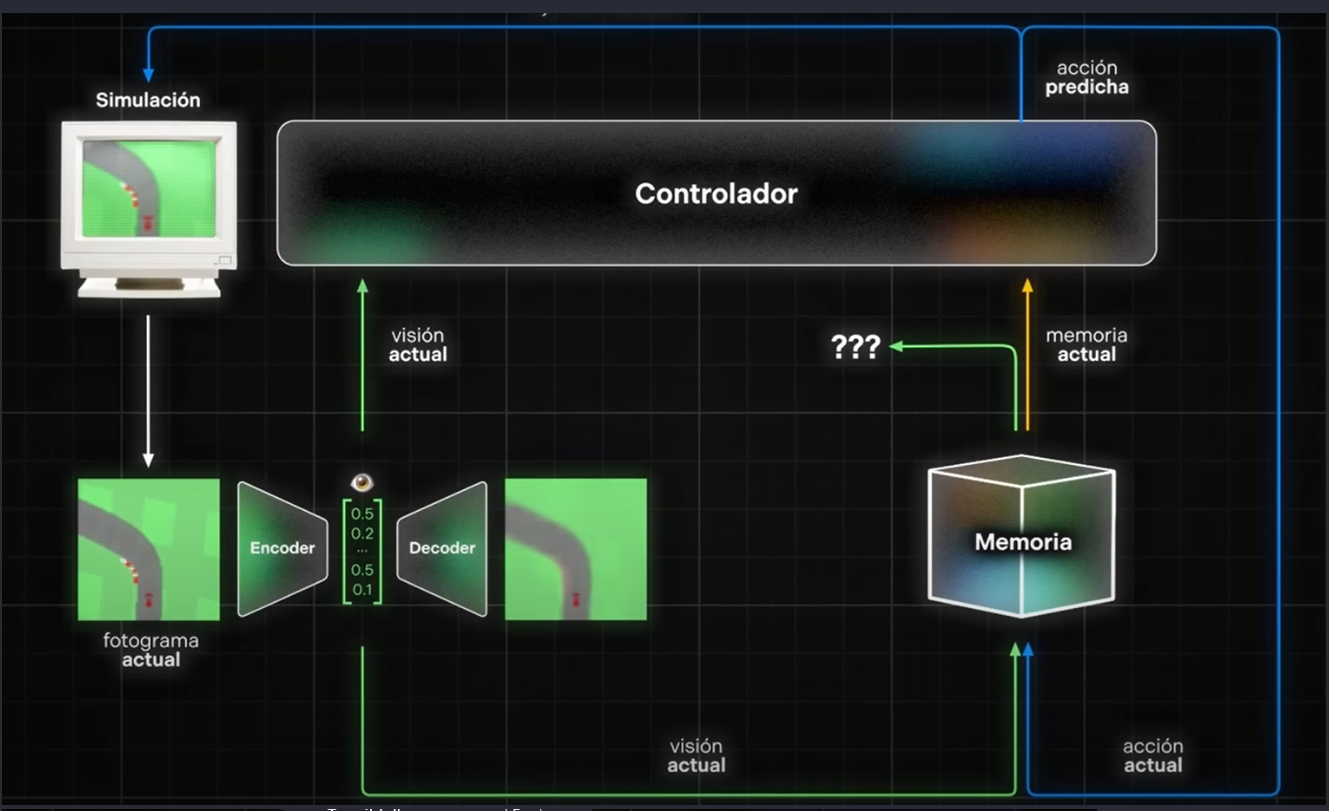 acción
predicha
Simulación
Controlador
visión
actual
???
memoria
actual
0.5
0.2
...
0.5
0.1
Encoder
Decoder
Memoria
fotograma
actual
visión
actual
acción
actual